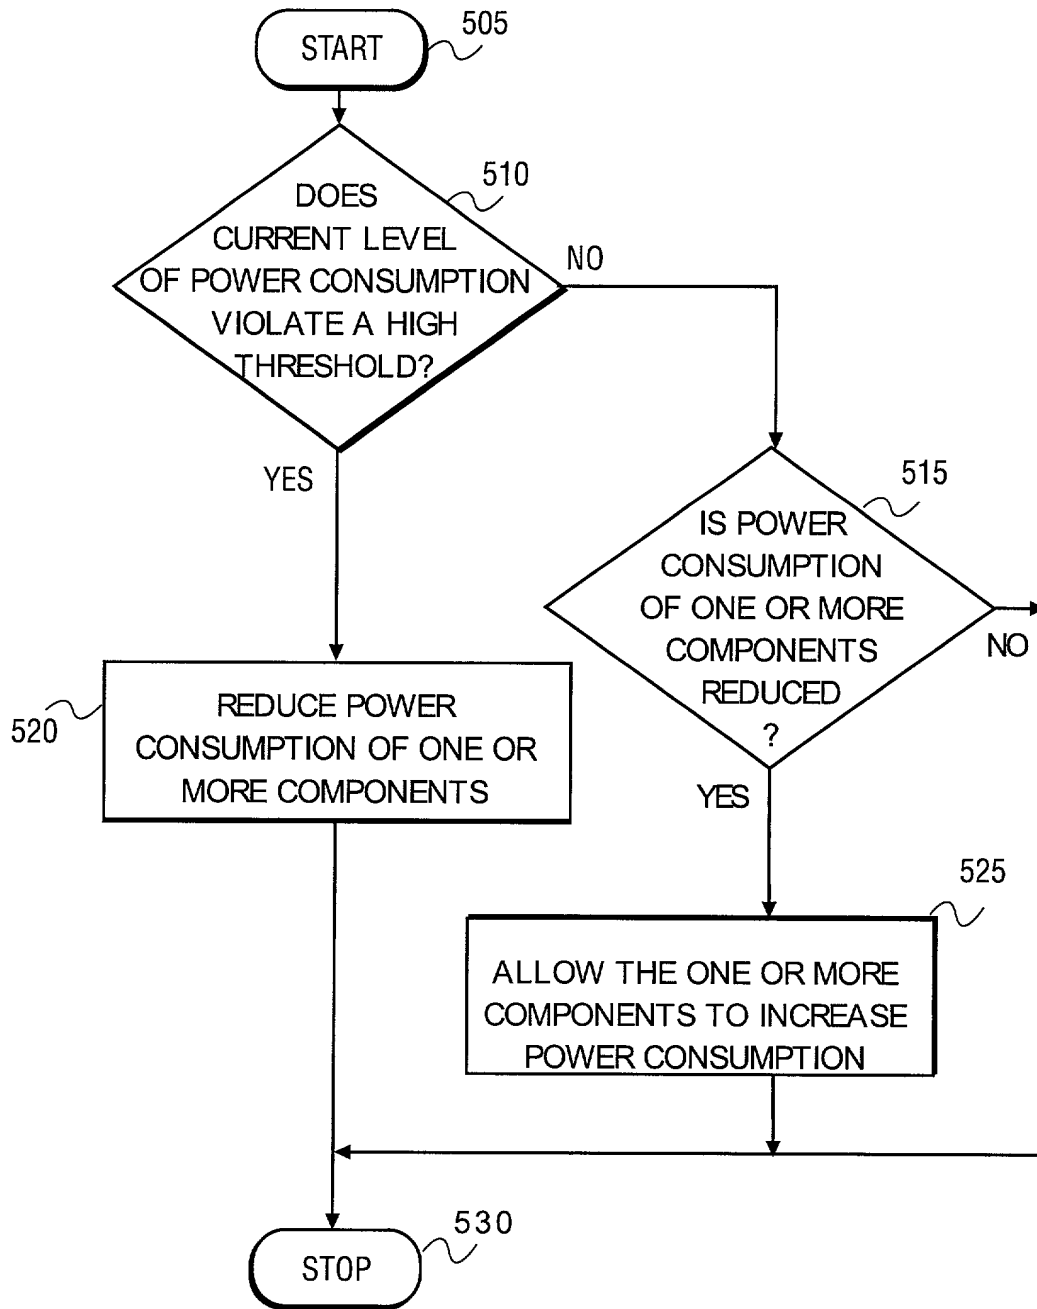 START
505
DOES
CURRENT LEVEL
OF POWER CONSUMPTION
VIOLATE A HIGH
THRESHOLD?
510
NO
YES
IS POWER
CONSUMPTION
OF ONE OR MORE
COMPONENTS
REDUCED
?
515
NO
YES
REDUCE POWER
CONSUMPTION OF ONE OR
MORE COMPONENTS
520
ALLOW THE ONE OR MORE
COMPONENTS TO INCREASE
POWER CONSUMPTION
525
STOP
530